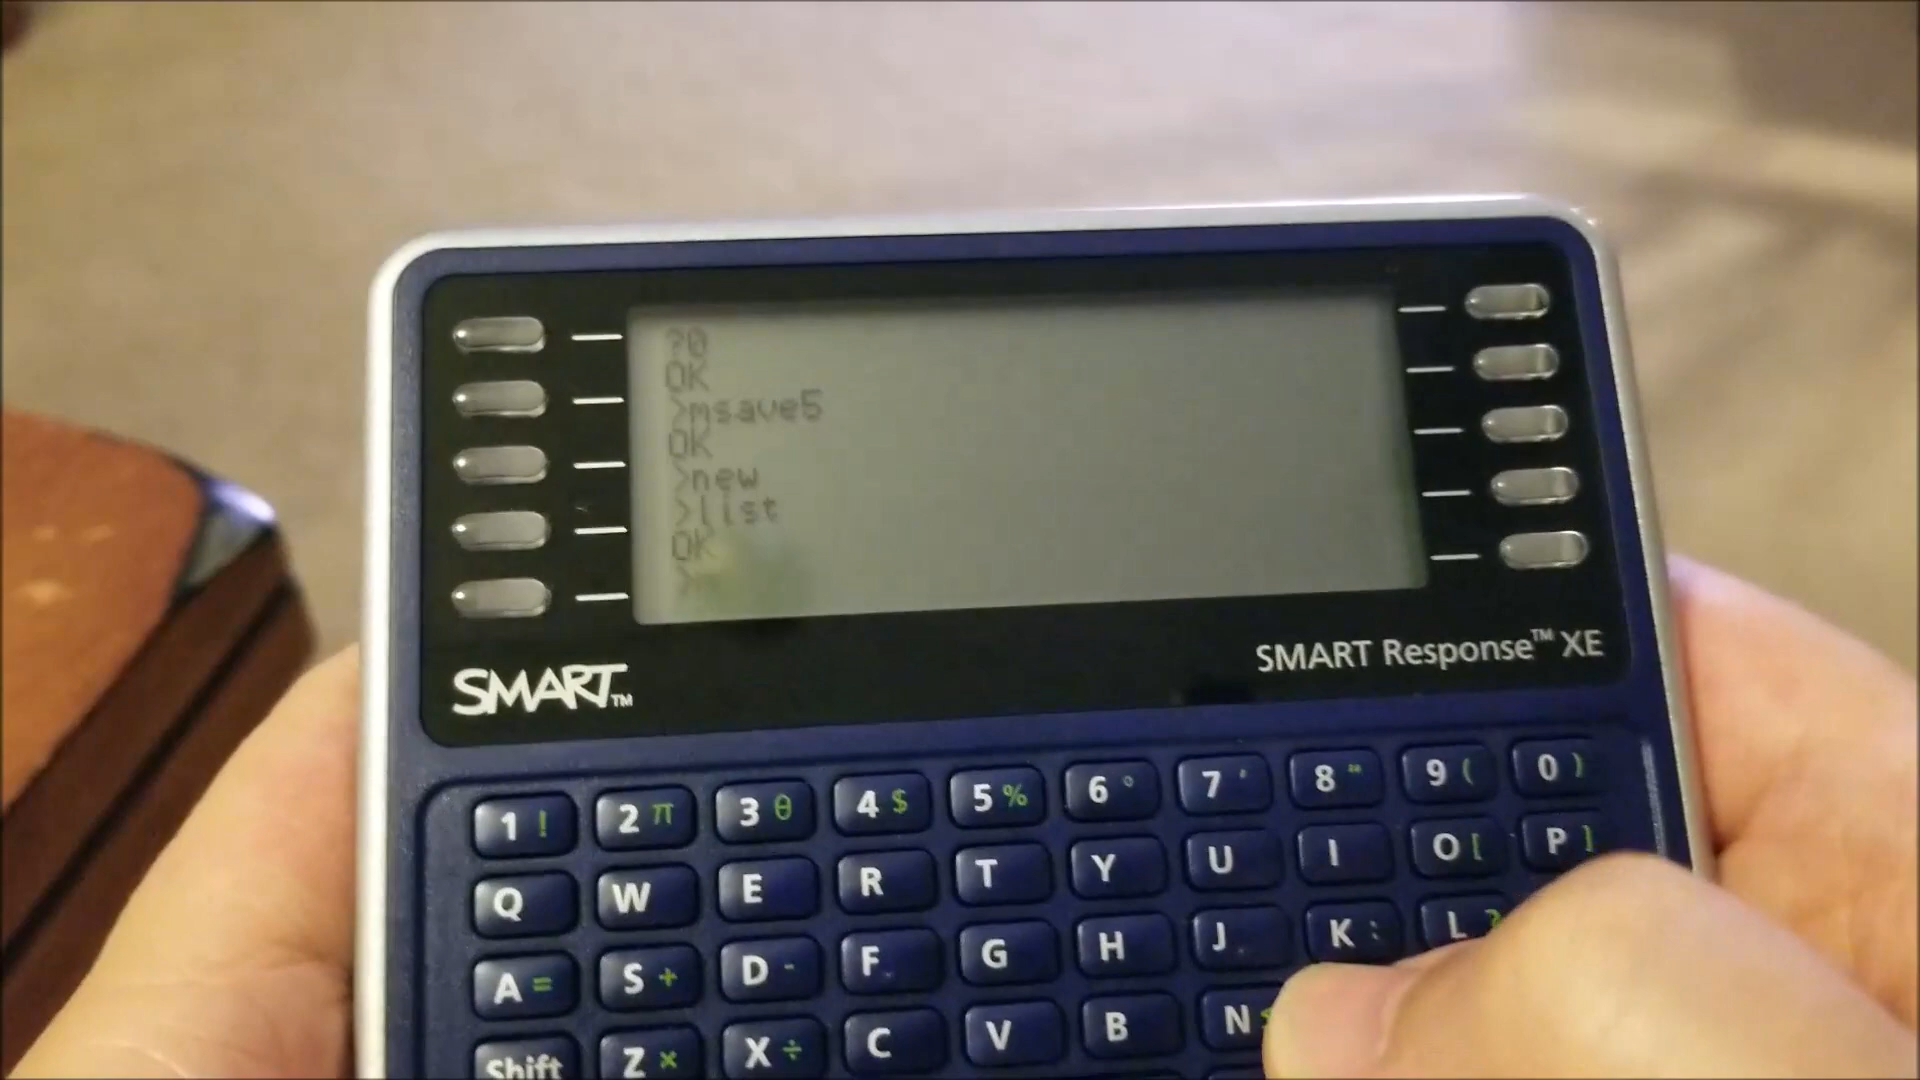 ?0
OK
>msave5
OK
>new
>list
OK
>
SMART™
SMART Response™ XE
1 ! 2 π 3 θ 4 $ 5 % 6 ° 7 ' 8 " 9 ( 0 )
Q W E R T Y U I O [ P ]
A = S + D - F G H J K : L ?
Shift Z × X ÷ C V B N